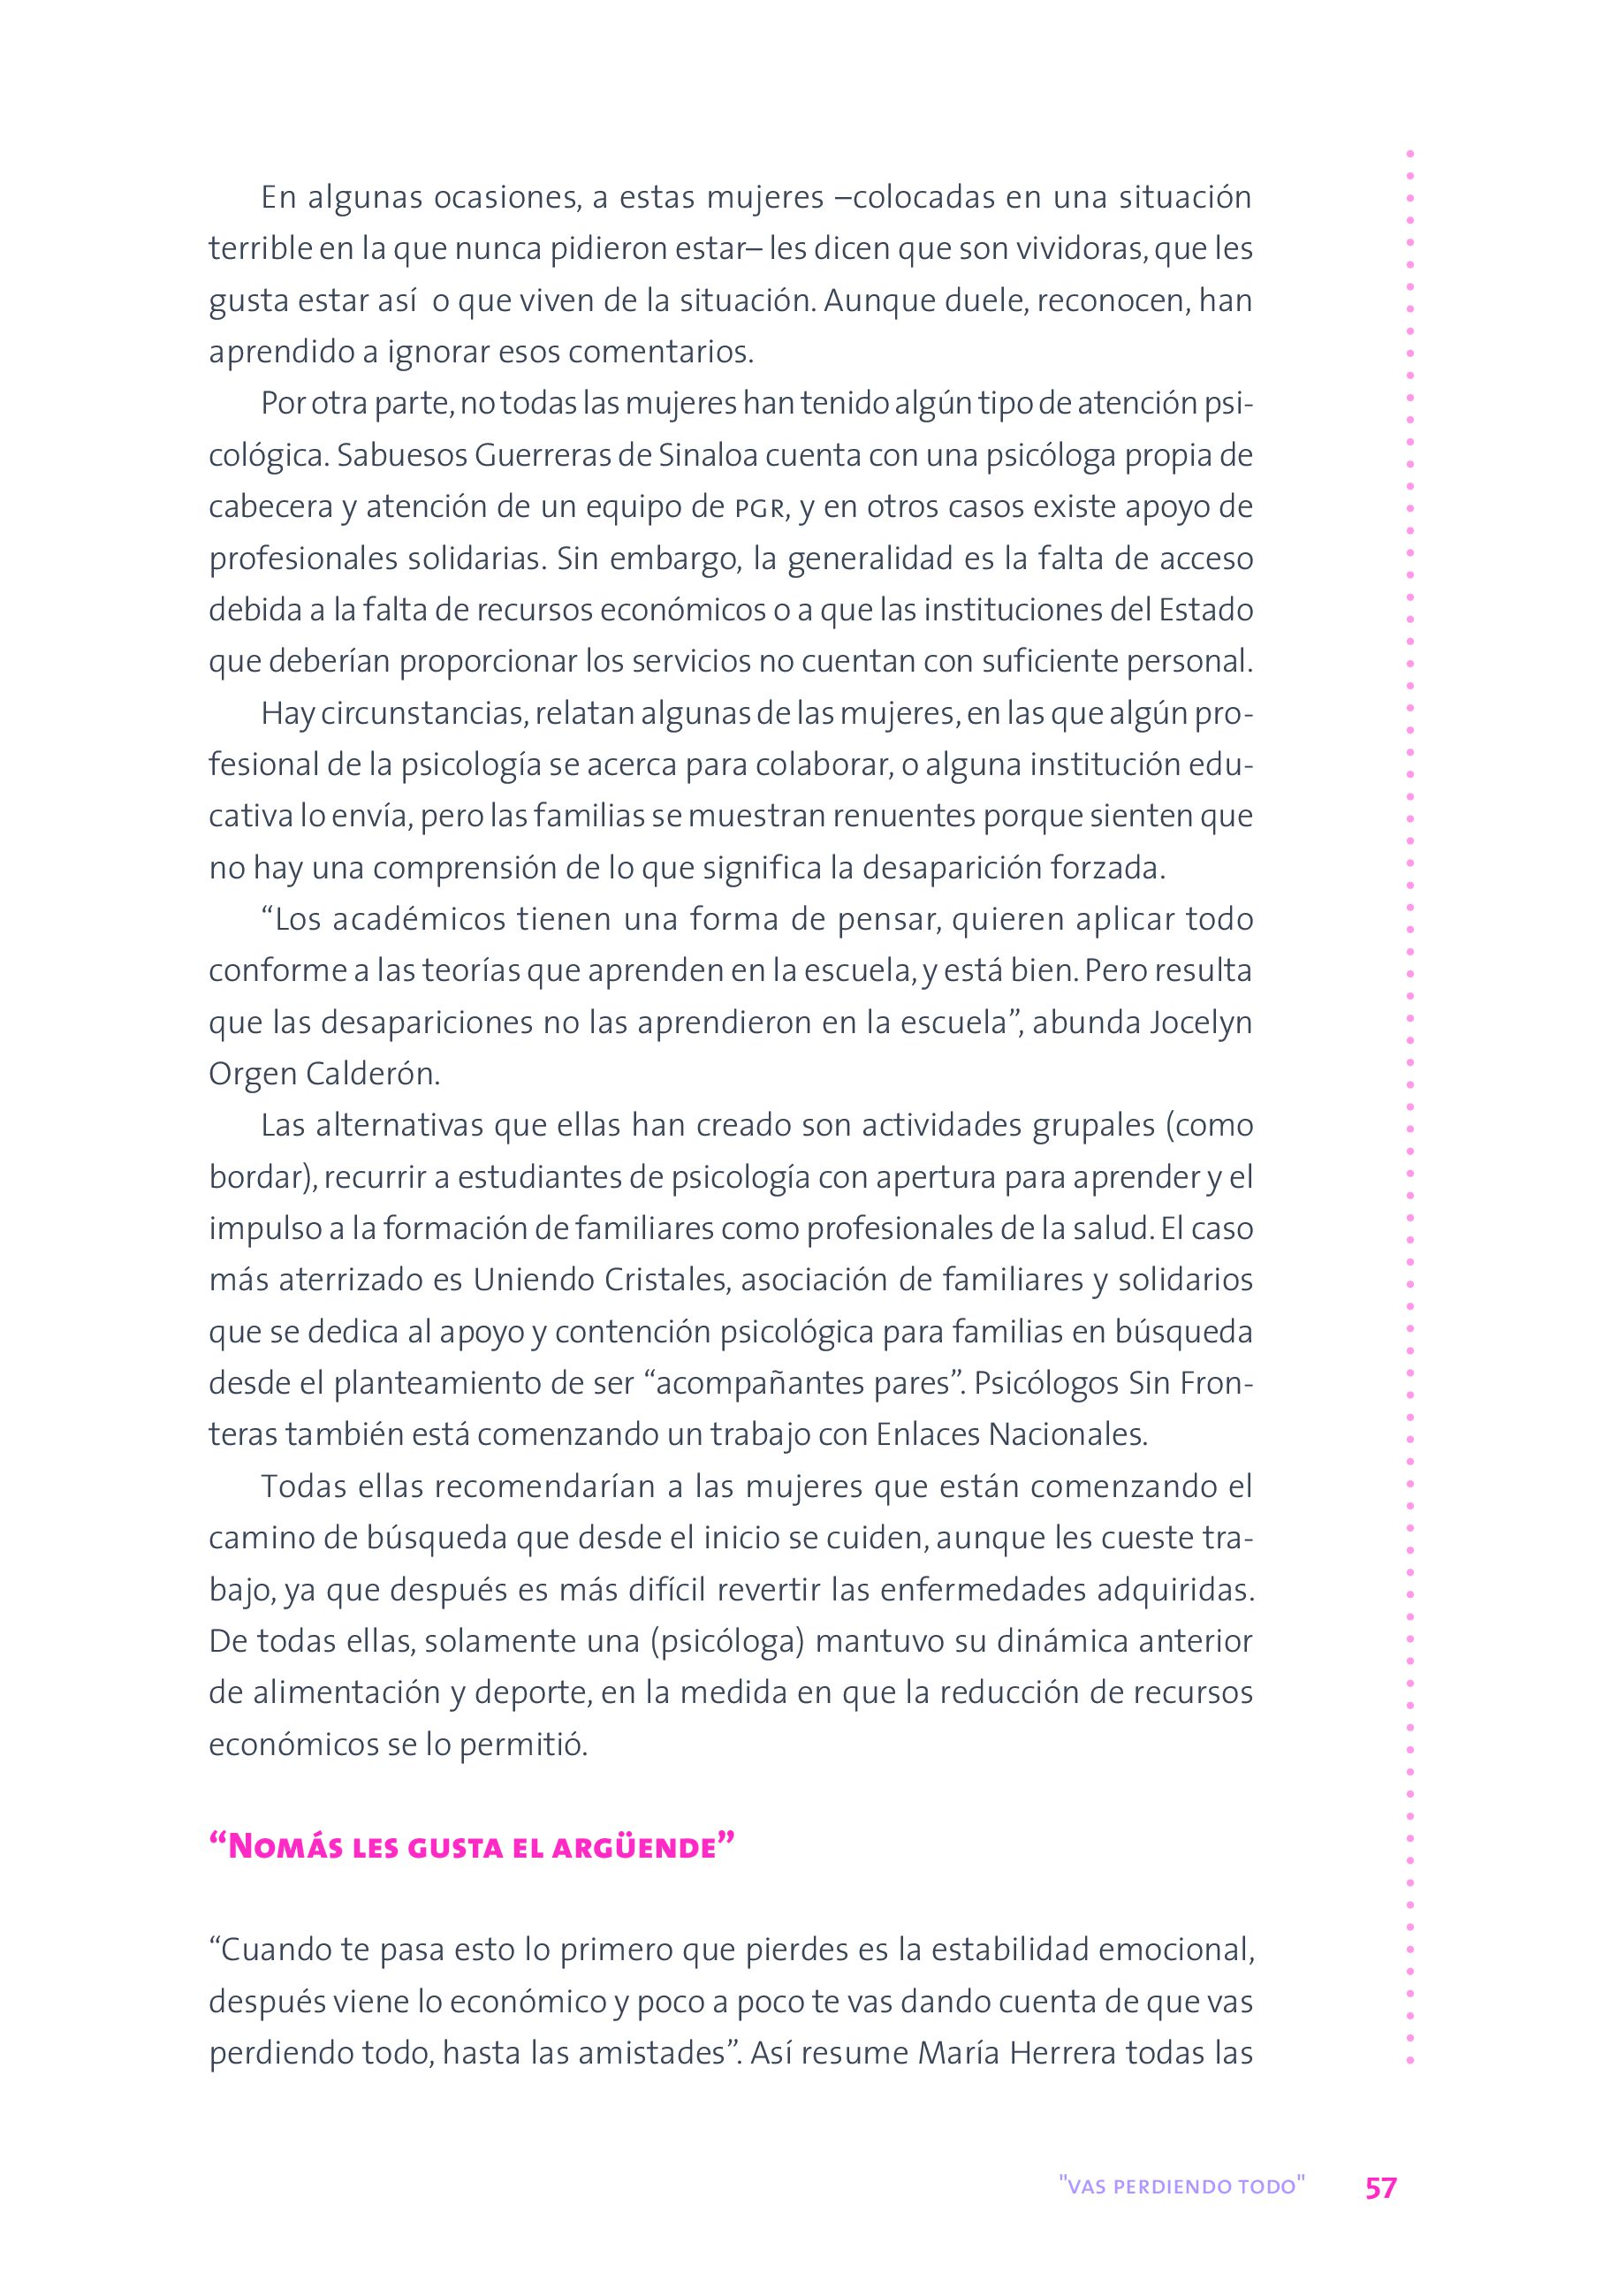 En algunas ocasiones, a estas mujeres –colocadas en una situación
terrible en la que nunca pidieron estar– les dicen que son vividoras, que les
gusta estar así  o que viven de la situación. Aunque duele, reconocen, han
aprendido a ignorar esos comentarios.
Por otra parte, no todas las mujeres han tenido algún tipo de atención psi-
cológica. Sabuesos Guerreras de Sinaloa cuenta con una psicóloga propia de
cabecera y atención de un equipo de PGR, y en otros casos existe apoyo de
profesionales solidarias. Sin embargo, la generalidad es la falta de acceso
debida a la falta de recursos económicos o a que las instituciones del Estado
que deberían proporcionar los servicios no cuentan con suficiente personal.
Hay circunstancias, relatan algunas de las mujeres, en las que algún pro-
fesional de la psicología se acerca para colaborar, o alguna institución edu-
cativa lo envía, pero las familias se muestran renuentes porque sienten que
no hay una comprensión de lo que significa la desaparición forzada.
“Los académicos tienen una forma de pensar, quieren aplicar todo
conforme a las teorías que aprenden en la escuela, y está bien. Pero resulta
que las desapariciones no las aprendieron en la escuela”, abunda Jocelyn
Orgen Calderón.
Las alternativas que ellas han creado son actividades grupales (como
bordar), recurrir a estudiantes de psicología con apertura para aprender y el
impulso a la formación de familiares como profesionales de la salud. El caso
más aterrizado es Uniendo Cristales, asociación de familiares y solidarios
que se dedica al apoyo y contención psicológica para familias en búsqueda
desde el planteamiento de ser “acompañantes pares”. Psicólogos Sin Fron-
teras también está comenzando un trabajo con Enlaces Nacionales.
Todas ellas recomendarían a las mujeres que están comenzando el
camino de búsqueda que desde el inicio se cuiden, aunque les cueste tra-
bajo, ya que después es más difícil revertir las enfermedades adquiridas.
De todas ellas, solamente una (psicóloga) mantuvo su dinámica anterior
de alimentación y deporte, en la medida en que la reducción de recursos
económicos se lo permitió.
“Nomás les gusta el argüende”
“Cuando te pasa esto lo primero que pierdes es la estabilidad emocional,
después viene lo económico y poco a poco te vas dando cuenta de que vas
perdiendo todo, hasta las amistades”. Así resume María Herrera todas las
"VAS PERDIENDO TODO" 57